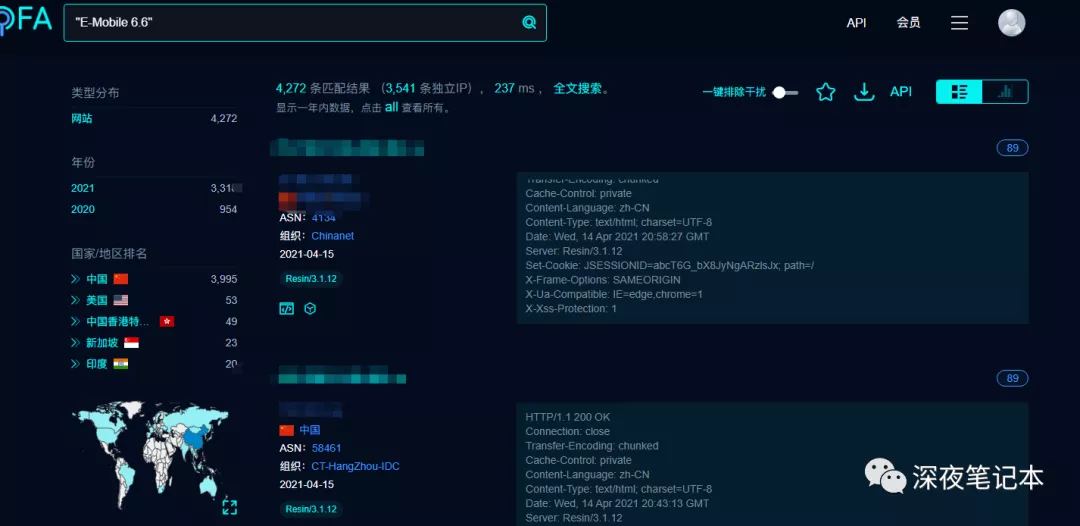 OFA
"E-Mobile 6.6"
API
会员
类型分布
网站
4,272
年份
2021
3,318
2020
954
国家/地区排名
中国
3,995
美国
53
中国香港特...
49
新加坡
23
印度
20
4,272 条匹配结果 （3,541 条独立IP），237 ms ，全文搜索。
显示一年内数据，点击 all 查看所有。
一键排除干扰
API
89
ASN：4134
组织：Chinanet
2021-04-15
Resin/3.1.12
Transfer-Encoding: chunked
Cache-Control: private
Content-Language: zh-CN
Content-Type: text/html; charset=UTF-8
Date: Wed, 14 Apr 2021 20:58:27 GMT
Server: Resin/3.1.12
Set-Cookie: JSESSIONID=abcT6G_bX8JyNgARzlsJx; path=/
X-Frame-Options: SAMEORIGIN
X-Ua-Compatible: IE=edge,chrome=1
X-Xss-Protection: 1
89
中国
ASN：58461
组织：CT-HangZhou-IDC
2021-04-15
Resin/3.1.12
HTTP/1.1 200 OK
Connection: close
Transfer-Encoding: chunked
Cache-Control: private
Content-Language: zh-CN
Content-Type: text/html; charset=UTF-8
Date: Wed, 14 Apr 2021 20:43:13 GMT
Server: Resin/3.1.12
深夜笔记本